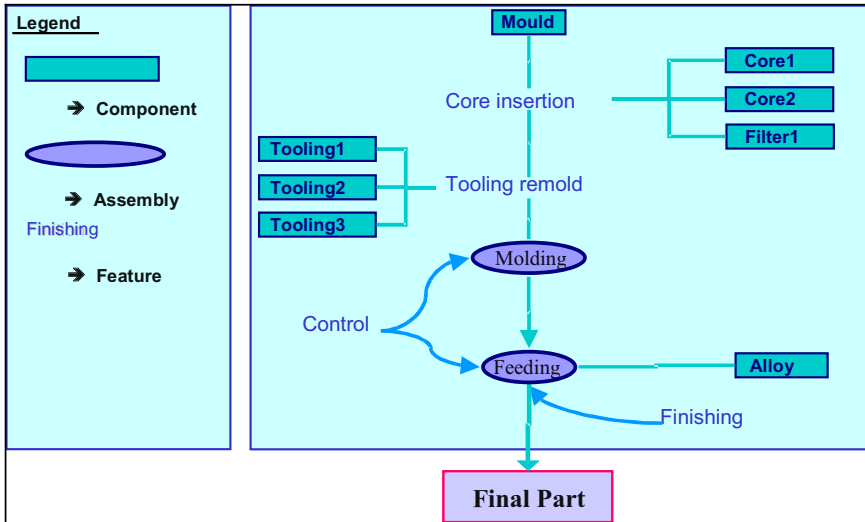 Legend
➔ Component
➔ Assembly
Finishing
➔ Feature
Mould
Core insertion
Core1
Core2
Filter1
Tooling1
Tooling2
Tooling3
Tooling remold
Molding
Control
Feeding
Alloy
Finishing
Final Part